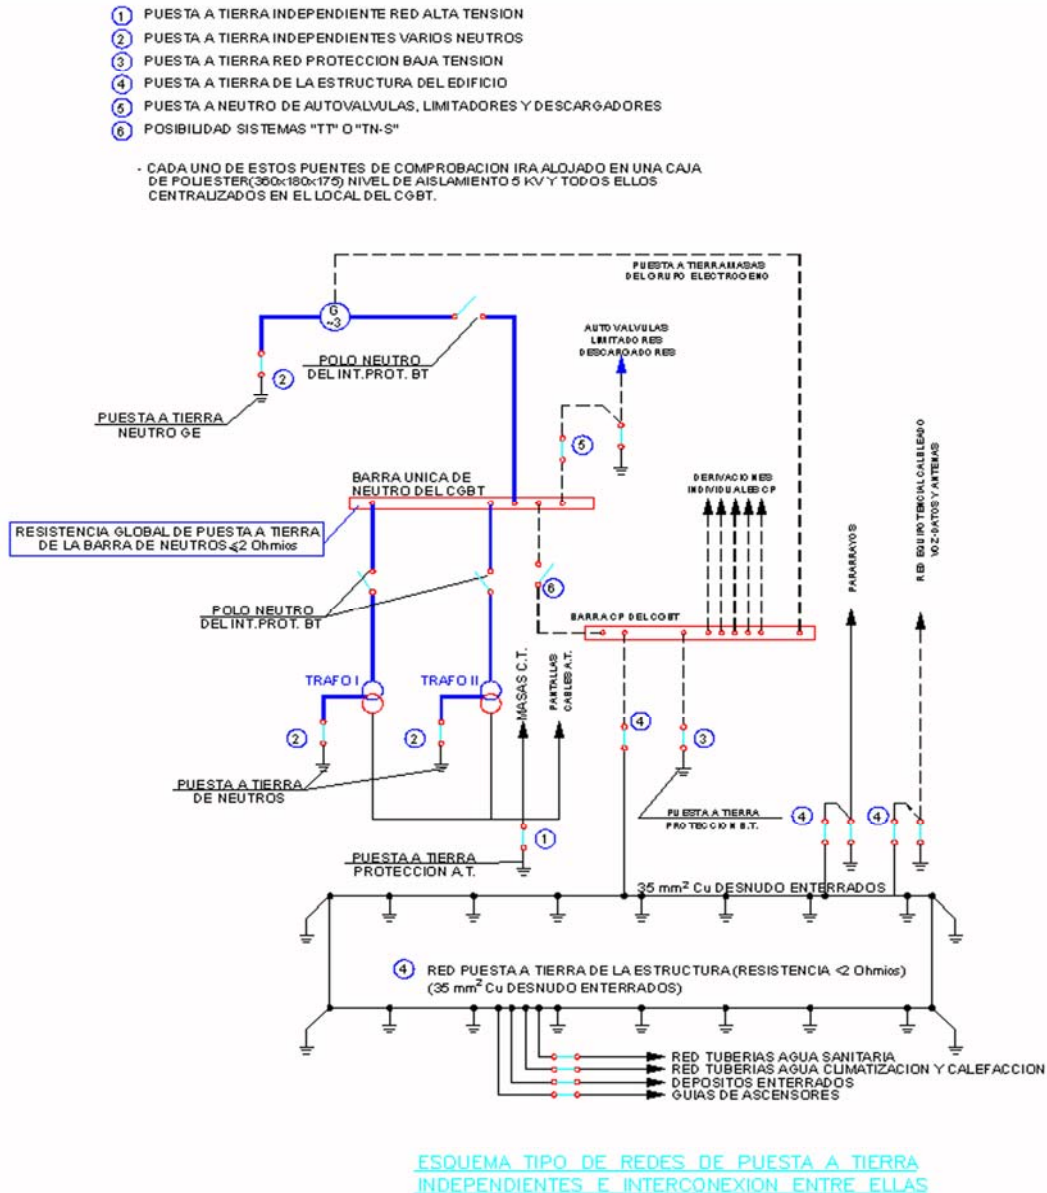 1 PUESTA A TIERRA INDEPENDIENTE RED ALTA TENSION
2 PUESTA A TIERRA INDEPENDIENTES VARIOS NEUTROS
3 PUESTA A TIERRA RED PROTECCION BAJA TENSION
4 PUESTA A TIERRA DE LA ESTRUCTURA DEL EDIFICIO
5 PUESTA A NEUTRO DE AUTOVALVULAS, LIMITADORES Y DESCARGADORES
6 POSIBILIDAD SISTEMAS "TT" O "TN-S"
- CADA UNO DE ESTOS PUENTES DE COMPROBACION IRA ALOJADO EN UNA CAJA
DE POLIESTER(360x180x175) NIVEL DE AISLAMIENTO 5 KV Y TODOS ELLOS
CENTRALIZADOS EN EL LOCAL DEL CGBT.
PUESTA A TIERRA MASAS
DEL GRUPO ELECTROGENO
G
~3
POLO NEUTRO
DEL INT.PROT. BT
2
PUESTA A TIERRA
NEUTRO GE
AUTOVALVULAS
LIMITADORES
DESCARGADORES
5
BARRA UNICA DE
NEUTRO DEL CGBT
RESISTENCIA GLOBAL DE PUESTA A TIERRA
DE LA BARRA DE NEUTROS ⩽2 Ohmios
DERIVACIONES
INDIVIDUALES CP
PARARRAYOS
RED EQUIPOTENCIAL CABLEADO
VOZ-DATOS Y ANTENAS
POLO NEUTRO
DEL INT.PROT. BT
6
BARRA CP DEL CGBT
TRAFO I
TRAFO II
MASAS C.T.
PANTALLAS
CABLES A.T.
2
2
4
3
PUESTA A TIERRA
DE NEUTROS
PUESTA A TIERRA
PROTECCION B.T.
4
4
1
PUESTA A TIERRA
PROTECCION A.T.
35 mm² Cu DESNUDO ENTERRADOS
4 RED PUESTA A TIERRA DE LA ESTRUCTURA (RESISTENCIA <2 Ohmios)
(35 mm² Cu DESNUDO ENTERRADOS)
RED TUBERIAS AGUA SANITARIA
RED TUBERIAS AGUA CLIMATIZACION Y CALEFACCION
DEPOSITOS ENTERRADOS
GUIAS DE ASCENSORES
ESQUEMA TIPO DE REDES DE PUESTA A TIERRA
INDEPENDIENTES E INTERCONEXION ENTRE ELLAS